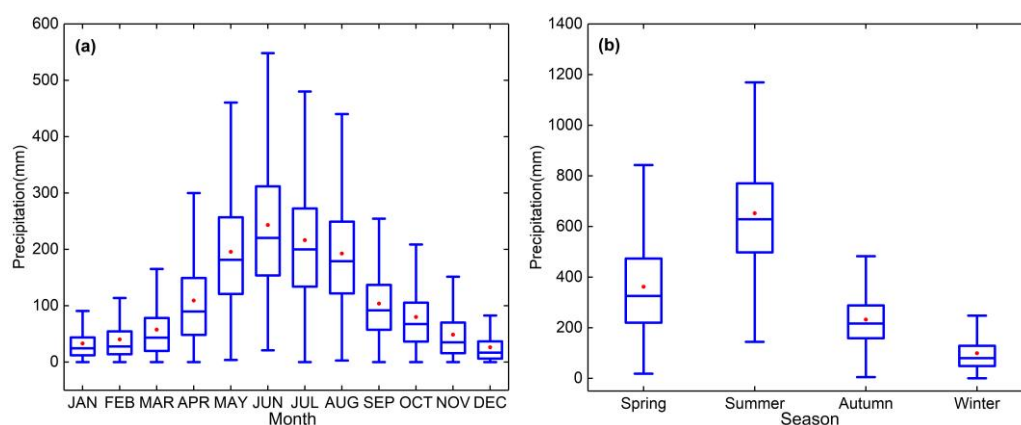 (a)
Precipitation(mm)
600
500
400
300
200
100
0
JAN FEB MAR APR MAY JUN JUL AUG SEP OCT NOV DEC
Month
(b)
Precipitation(mm)
1400
1200
1000
800
600
400
200
0
Spring Summer Autumn Winter
Season